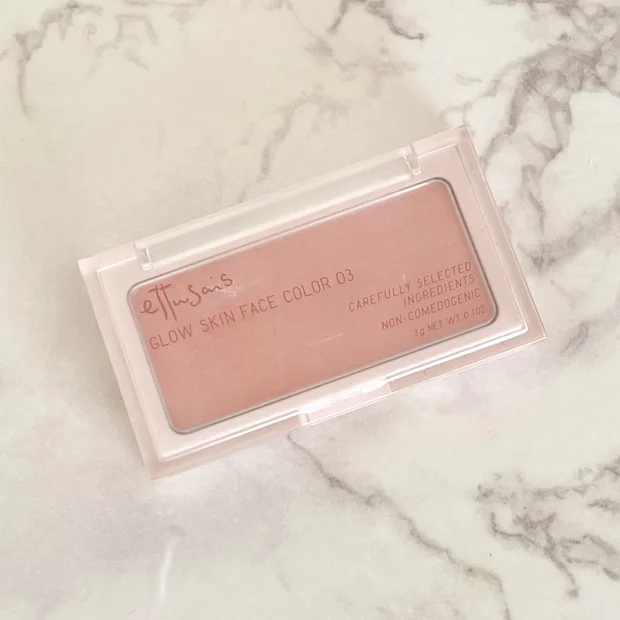 ettusais
GLOW SKIN FACE COLOR 03
CAREFULLY SELECTED
INGREDIENTS
NON-COMEDOGENIC
3g NET WT 0.1OZ